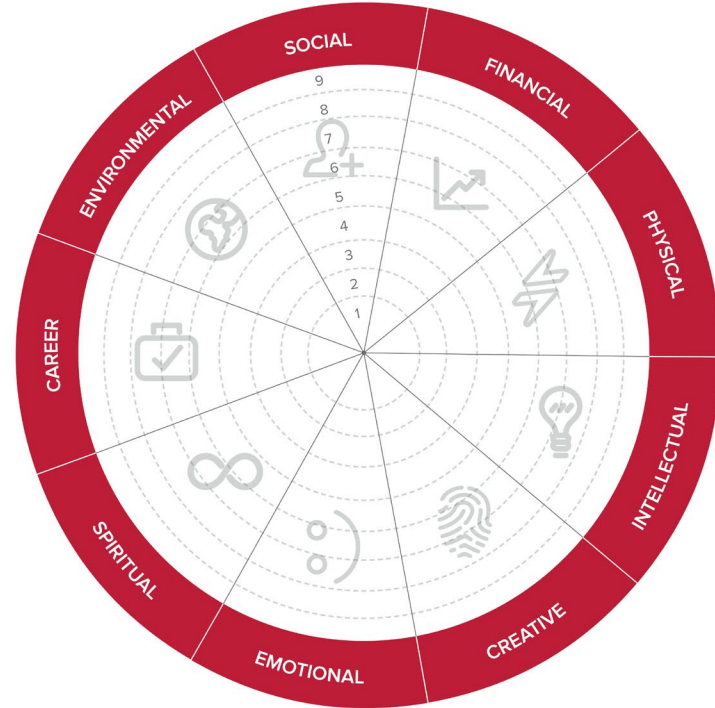 SOCIAL
FINANCIAL
PHYSICAL
INTELLECTUAL
CREATIVE
EMOTIONAL
SPIRITUAL
CAREER
ENVIRONMENTAL
9
8
7
6
5
4
3
2
1